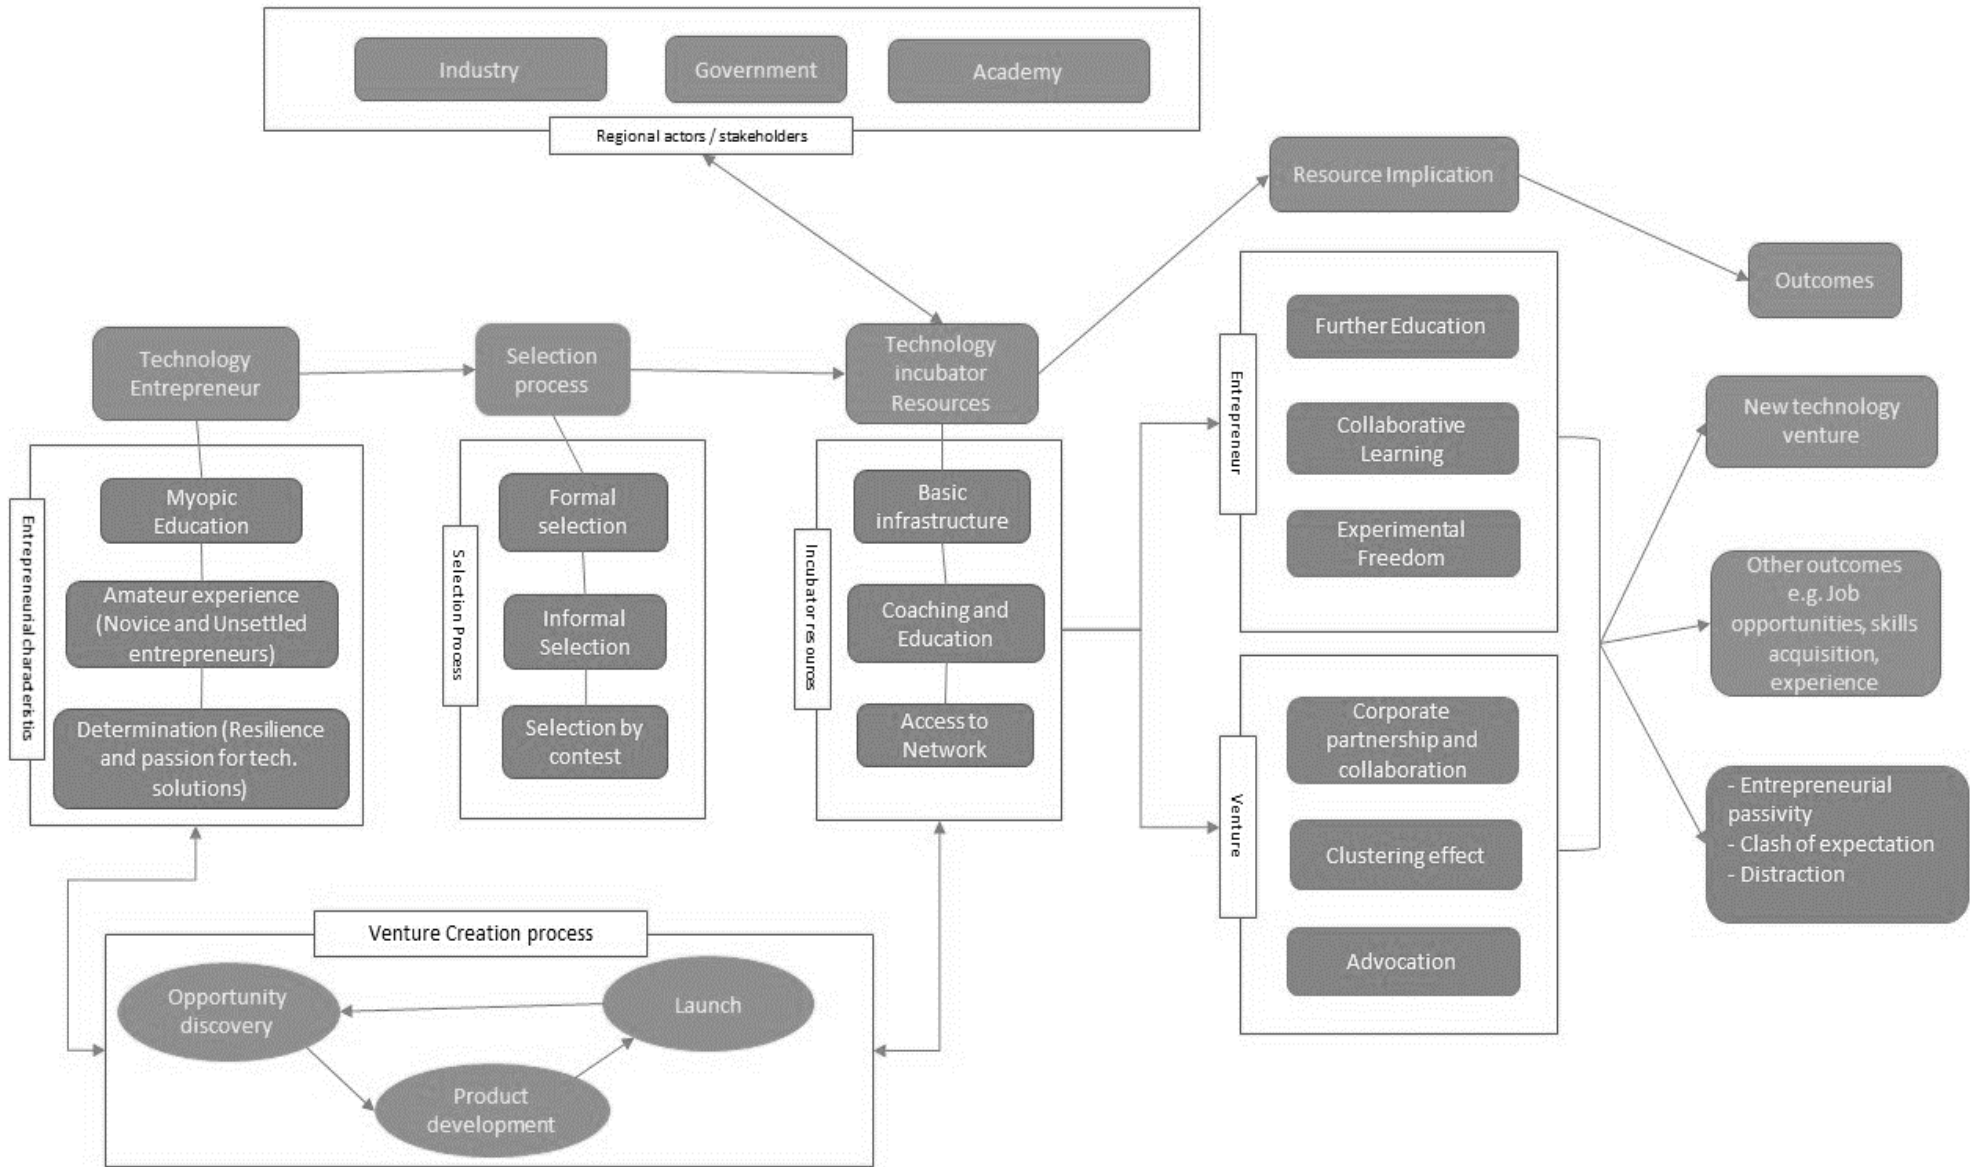 Industry
Government
Academy
Regional actors / stakeholders
Resource Implication
Outcomes
Technology
Entrepreneur
Selection
process
Technology
incubator
Resources
Entrepreneurial characteristics
Myopic
Education
Amateur experience
(Novice and Unsettled
entrepreneurs)
Determination (Resilience
and passion for tech.
solutions)
Selection Process
Formal
selection
Informal
Selection
Selection by
contest
Incubator resources
Basic
infrastructure
Coaching and
Education
Access to
Network
Entrepreneur
Further Education
Collaborative
Learning
Experimental
Freedom
Venture
Corporate
partnership and
collaboration
Clustering effect
Advocation
New technology
venture
Other outcomes
e.g. Job
opportunities, skills
acquisition,
experience
- Entrepreneurial
passivity
- Clash of expectation
- Distraction
Venture Creation process
Opportunity
discovery
Launch
Product
development